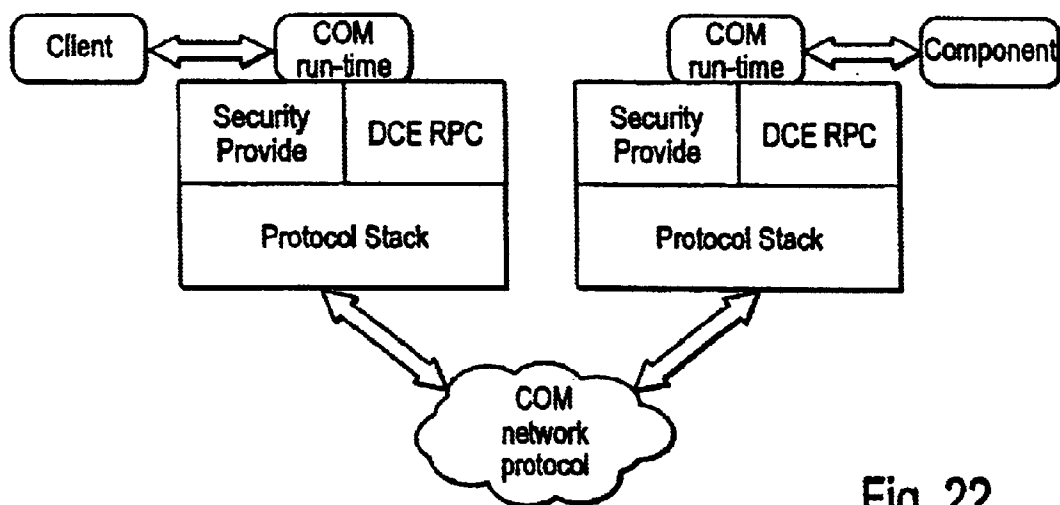 Client
COM
run-time
COM
run-time
Component
Security
Provide
DCE RPC
Security
Provide
DCE RPC
Protocol Stack
Protocol Stack
COM
network
protocol
Fig. 22